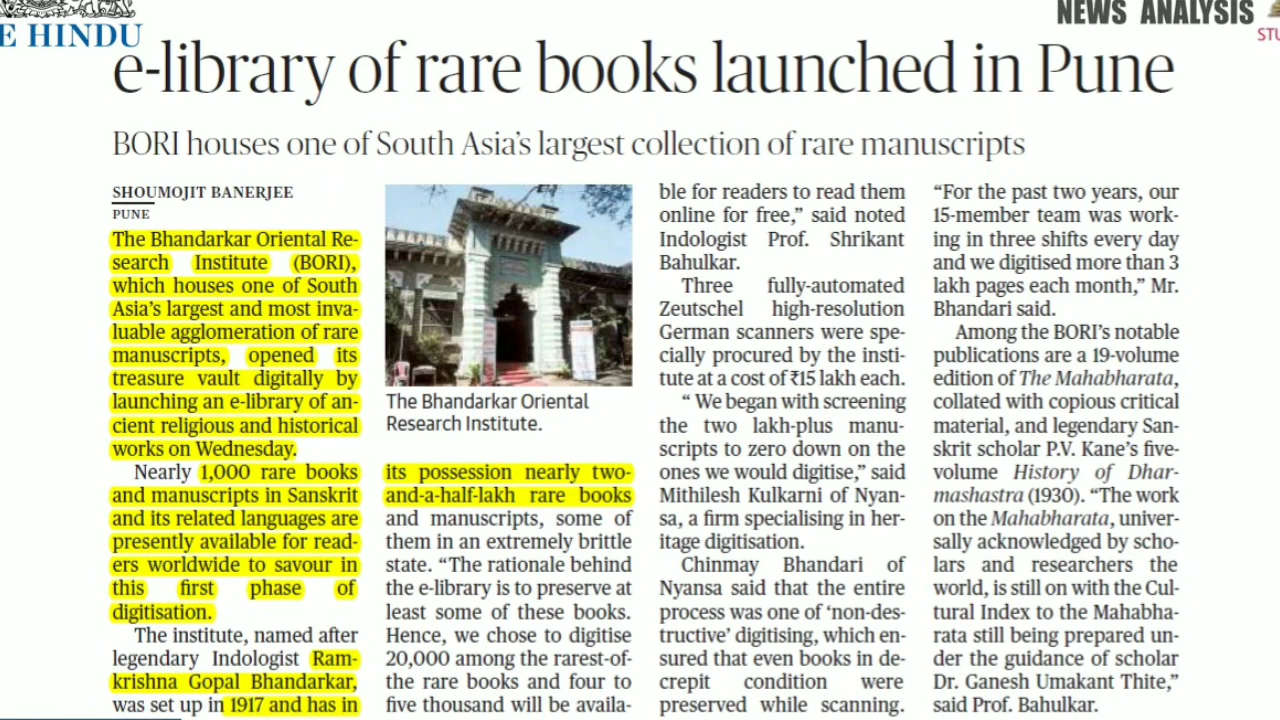 E HINDU
NEWS ANALYSIS
STU
e-library of rare books launched in Pune
BORI houses one of South Asia's largest collection of rare manuscripts
SHOUMOJIT BANERJEE
PUNE
The Bhandarkar Oriental Re-
search Institute (BORI),
which houses one of South
Asia's largest and most inva-
luable agglomeration of rare
manuscripts, opened its
treasure vault digitally by
launching an e-library of an-
cient religious and historical
works on Wednesday.
Nearly 1,000 rare books
and manuscripts in Sanskrit
and its related languages are
presently available for read-
ers worldwide to savour in
this first phase of
digitisation.
The institute, named after
legendary Indologist Ram-
krishna Gopal Bhandarkar,
was set up in 1917 and has in
The Bhandarkar Oriental
Research Institute.
its possession nearly two-
and-a-half-lakh rare books
and manuscripts, some of
them in an extremely brittle
state. “The rationale behind
the e-library is to preserve at
least some of these books.
Hence, we chose to digitise
20,000 among the rarest-of-
the rare books and four to
five thousand will be availa-
ble for readers to read them
online for free,” said noted
Indologist Prof. Shrikant
Bahulkar.
Three fully-automated
Zeutschel high-resolution
German scanners were spe-
cially procured by the insti-
tute at a cost of ₹15 lakh each.
“ We began with screening
the two lakh-plus manu-
scripts to zero down on the
ones we would digitise,” said
Mithilesh Kulkarni of Nyan-
sa, a firm specialising in her-
itage digitisation.
Chinmay Bhandari of
Nyansa said that the entire
process was one of ‘non-des-
tructive’ digitising, which en-
sured that even books in de-
crepit condition were
preserved while scanning.
“For the past two years, our
15-member team was work-
ing in three shifts every day
and we digitised more than 3
lakh pages each month,” Mr.
Bhandari said.
Among the BORI's notable
publications are a 19-volume
edition of The Mahabharata,
collated with copious critical
material, and legendary San-
skrit scholar P.V. Kane's five-
volume History of Dhar-
mashastra (1930). “The work
on the Mahabharata, univer-
sally acknowledged by scho-
lars and researchers the
world, is still on with the Cul-
tural Index to the Mahabha-
rata still being prepared un-
der the guidance of scholar
Dr. Ganesh Umakant Thite,”
said Prof. Bahulkar.